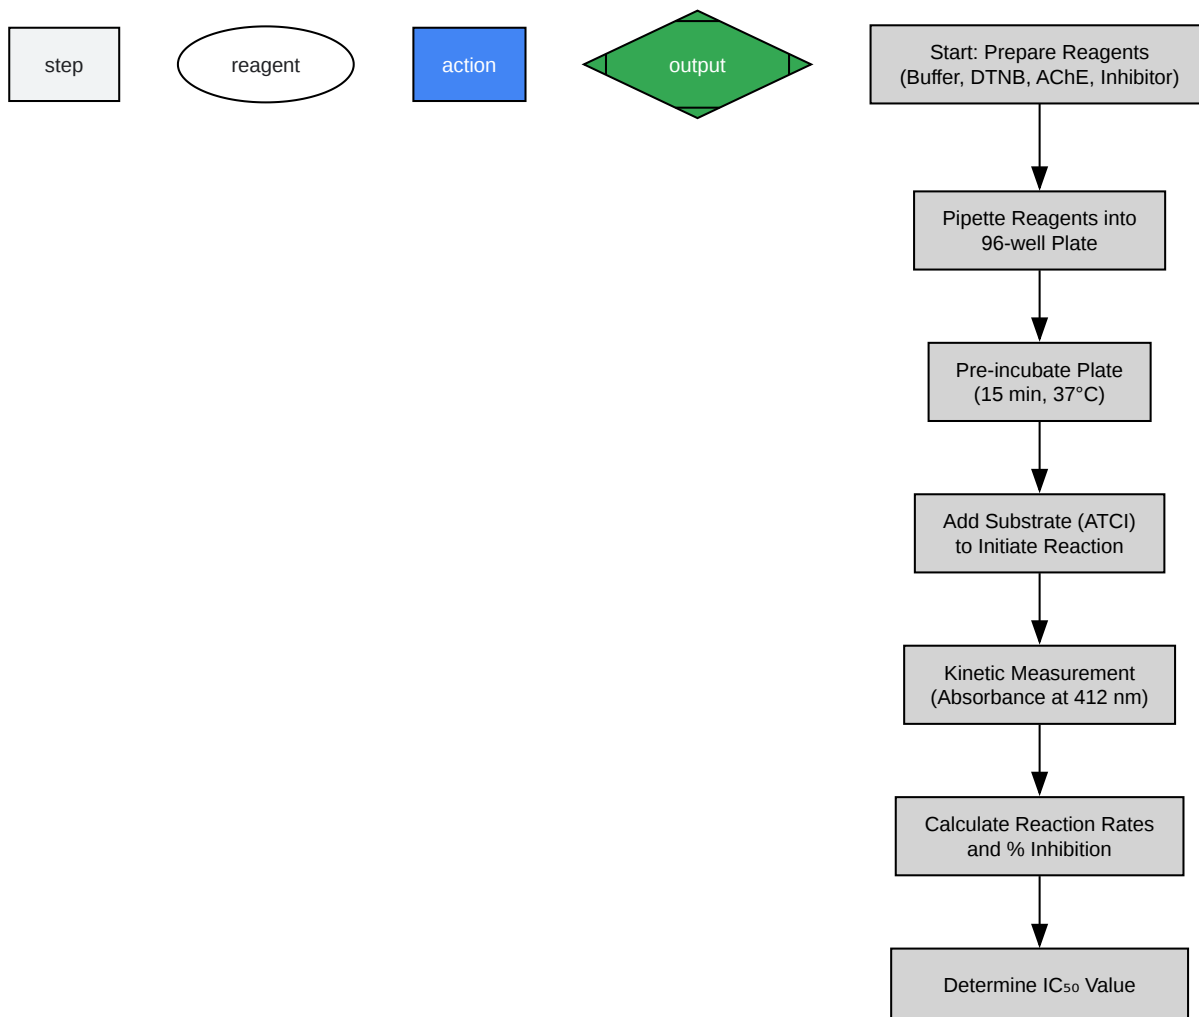 step
reagent
action
output
Start: Prepare Reagents
(Buffer, DTNB, AChE, Inhibitor)
Pipette Reagents into
96-well Plate
Pre-incubate Plate
(15 min, 37°C)
Add Substrate (ATCI)
to Initiate Reaction
Kinetic Measurement
(Absorbance at 412 nm)
Calculate Reaction Rates
and % Inhibition
Determine IC₅₀ Value